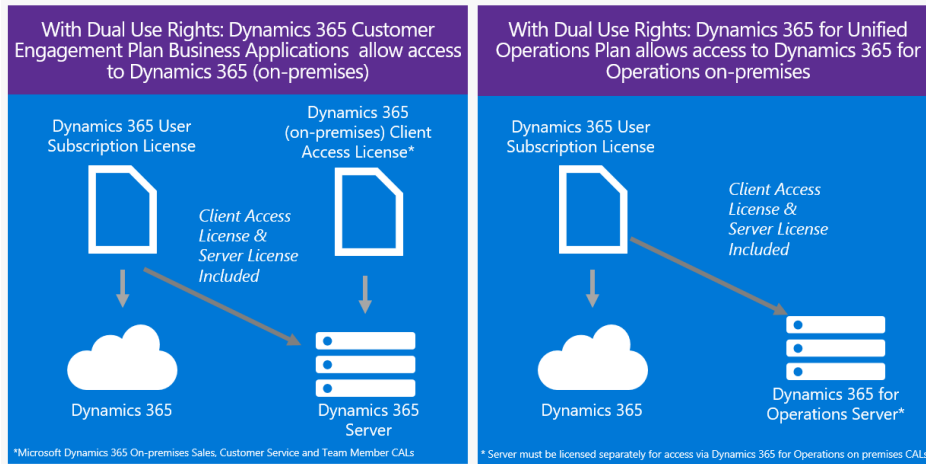 With Dual Use Rights: Dynamics 365 Customer
Engagement Plan Business Applications allow access
to Dynamics 365 (on-premises)
Dynamics 365 User
Subscription License
Dynamics 365
(on-premises) Client
Access License*
Client Access
License &
Server License
Included
Dynamics 365
Dynamics 365
Server
*Microsoft Dynamics 365 On-premises Sales, Customer Service and Team Member CALs
With Dual Use Rights: Dynamics 365 for Unified
Operations Plan allows access to Dynamics 365 for
Operations on-premises
Dynamics 365 User
Subscription License
Client Access
License &
Server License
Included
Dynamics 365
Dynamics 365 for
Operations Server*
* Server must be licensed separately for access via Dynamics 365 for Operations on premises CALs